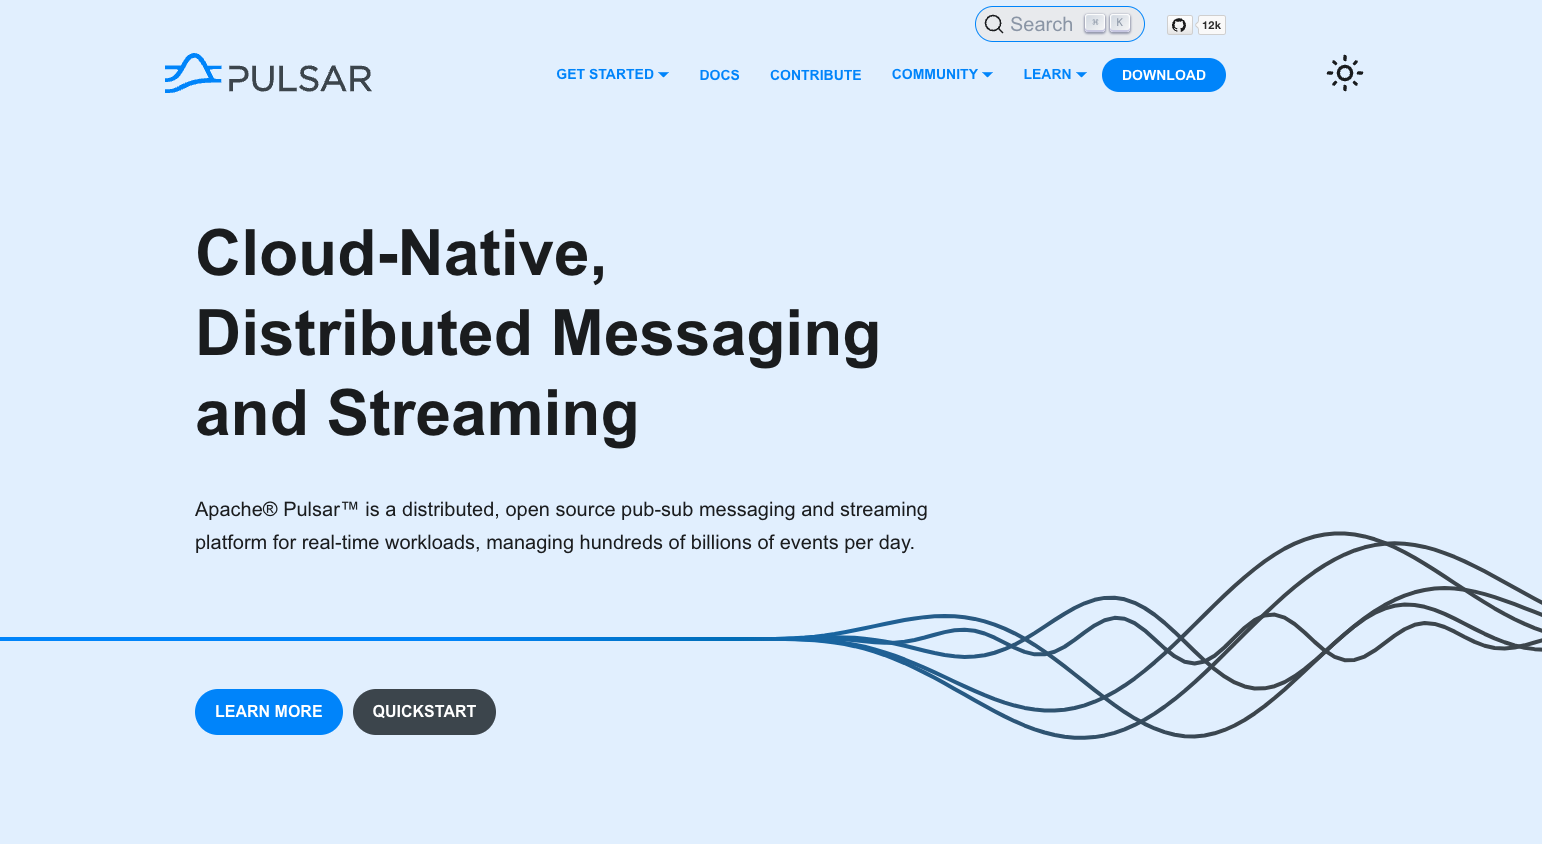 Search ⌘ K
12k
PULSAR
GET STARTED DOCS CONTRIBUTE COMMUNITY LEARN DOWNLOAD
Cloud-Native,
Distributed Messaging
and Streaming
Apache® Pulsar™ is a distributed, open source pub-sub messaging and streaming
platform for real-time workloads, managing hundreds of billions of events per day.
LEARN MORE
QUICKSTART